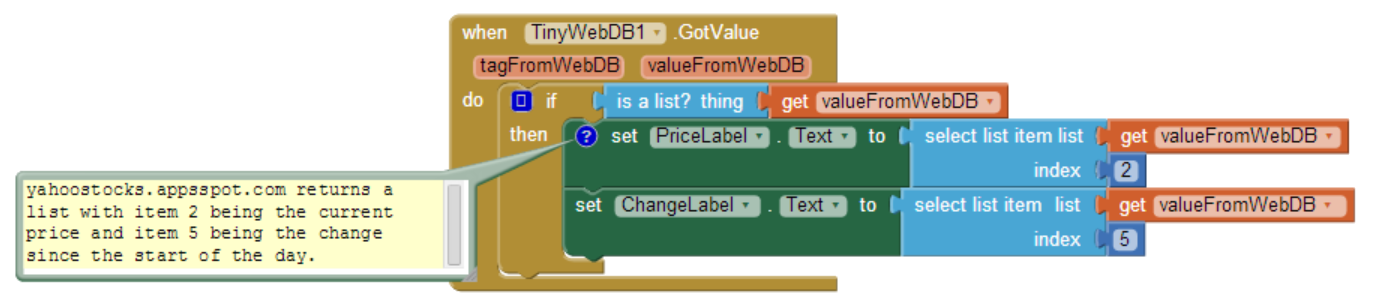 when TinyWebDB1 .GotValue
tagFromWebDB valueFromWebDB
do if is a list? thing get valueFromWebDB
then ? set PriceLabel . Text to select list item list get valueFromWebDB
index 2
set ChangeLabel . Text to select list item list get valueFromWebDB
index 5
yahoostocks.appsspot.com returns a
list with item 2 being the current
price and item 5 being the change
since the start of the day.